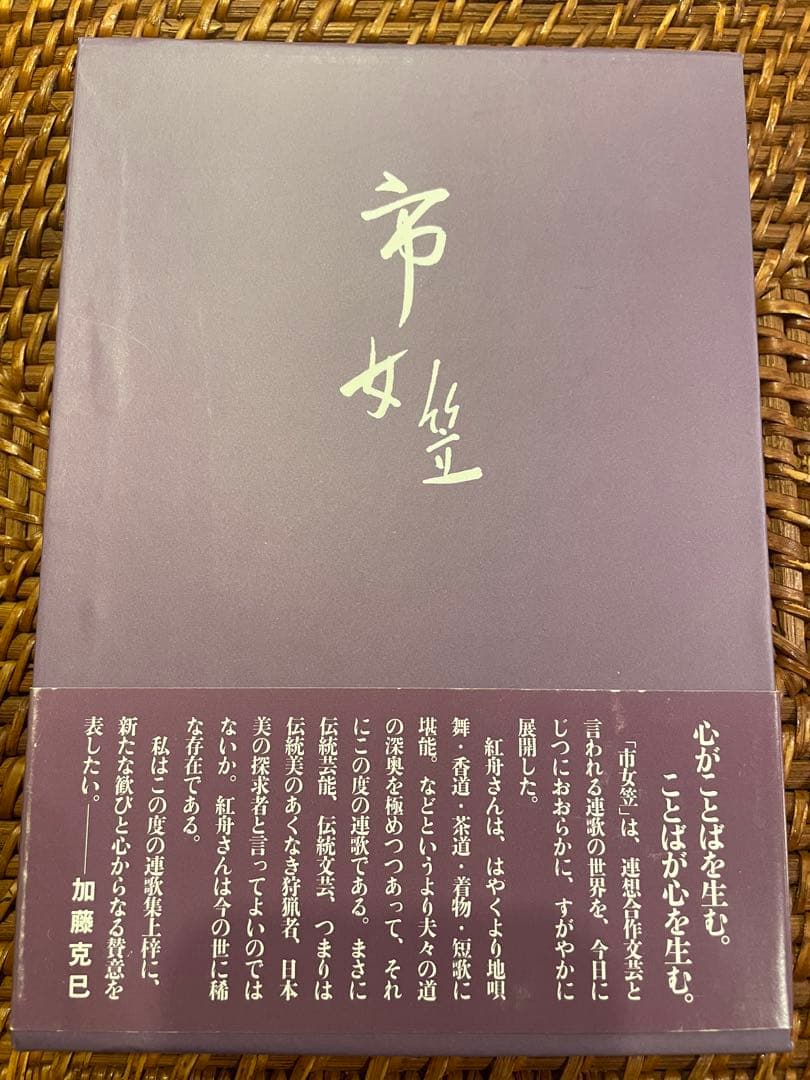 市女笠
心がことばを生む。
ことばが心を生む。
「市女笠」は、連想合作文芸と
言われる連歌の世界を、今日に
じつにおおらかに、すがやかに
展開した。
紅舟さんは、はやくより地唄
舞・香道・茶道・着物・短歌に
堪能。などというより夫々の道
の深奥を極めつつあって、それ
にこの度の連歌である。まさに
伝統芸能、伝統文芸、つまりは
伝統美のあくなき狩猟者、日本
美の探求者と言ってよいのでは
ないか。紅舟さんは今の世に稀
な存在である。
私はこの度の連歌集上梓に、
新たな歓びと心からなる賛意を
表したい。――加藤克巳